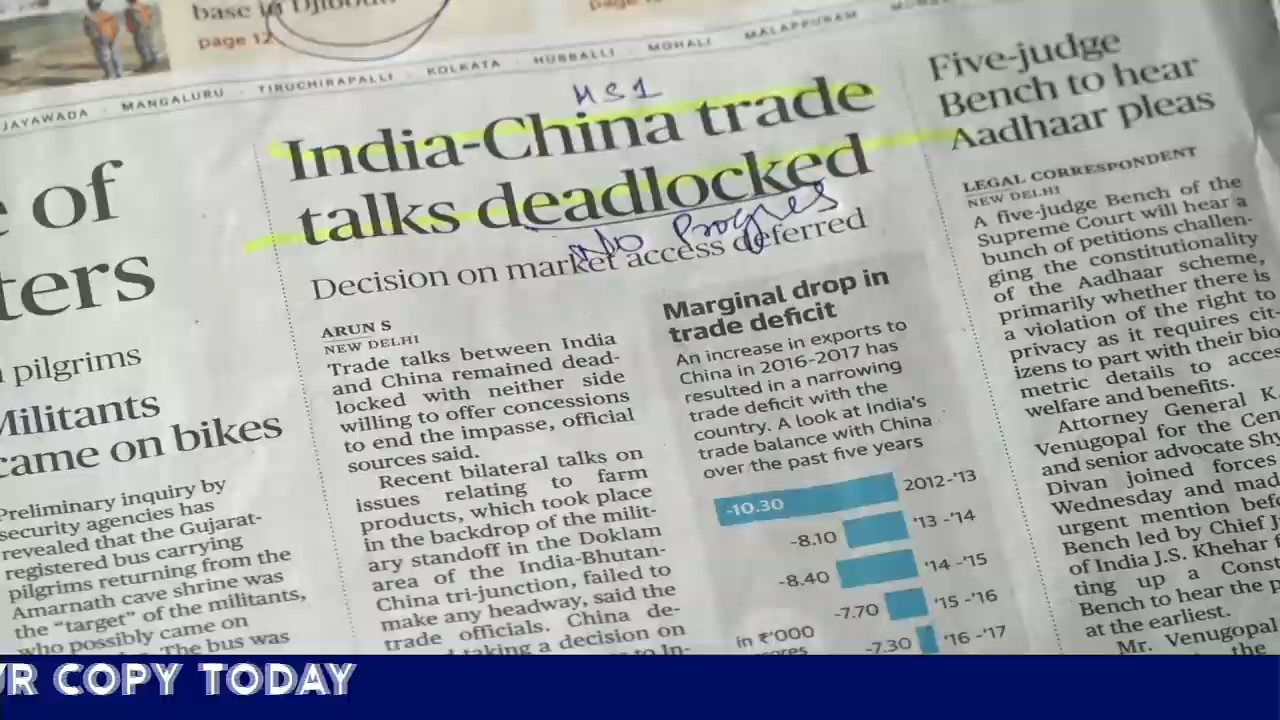 base in Djibouti
page 12
JAYAWADA · MANGALURU · TIRUCHIRAPALLI · KOLKATA · HUBBALLI · MOHALI · MALAPPURAM
of
ters
pilgrims
Militants
came on bikes
Preliminary inquiry by
security agencies has
revealed that the Gujarat-
registered bus carrying
pilgrims returning from the
Amarnath cave shrine was
the “target” of the militants,
who possibly came on
The bus was
India-China trade
talks deadlocked
No Progres
Decision on market access deferred
ARUN S
NEW DELHI
Trade talks between India
and China remained dead-
locked with neither side
willing to offer concessions
to end the impasse, official
sources said.
Recent bilateral talks on
issues relating to farm
products, which took place
in the backdrop of the milit-
ary standoff in the Doklam
area of the India-Bhutan-
China tri-junction, failed to
make any headway, said the
trade officials. China de-
taking a decision on
to In-
Marginal drop in
trade deficit
An increase in exports to
China in 2016-2017 has
resulted in a narrowing
trade deficit with the
country. A look at India's
trade balance with China
over the past five years
-10.30 2012-'13
-8.10 '13 -'14
-8.40 '14 -'15
-7.70 '15 -'16
-7.30 '16 -'17
in ₹'000
Five-judge
Bench to hear
Aadhaar pleas
LEGAL CORRESPONDENT
NEW DELHI
A five-judge Bench of the
Supreme Court will hear a
bunch of petitions challen-
ging the constitutionality
of the Aadhaar scheme,
primarily whether there is
a violation of the right to
privacy as it requires cit-
izens to part with their bio
metric details to access
welfare and benefits.
Attorney General K.
Venugopal for the Cen
and senior advocate Shy
Divan joined forces
Wednesday and mad
urgent mention bef
Bench led by Chief J
of India J.S. Khehar f
ting up a Const
Bench to hear the p
at the earliest.
Mr. Venugopal
the
UR COPY TODAY